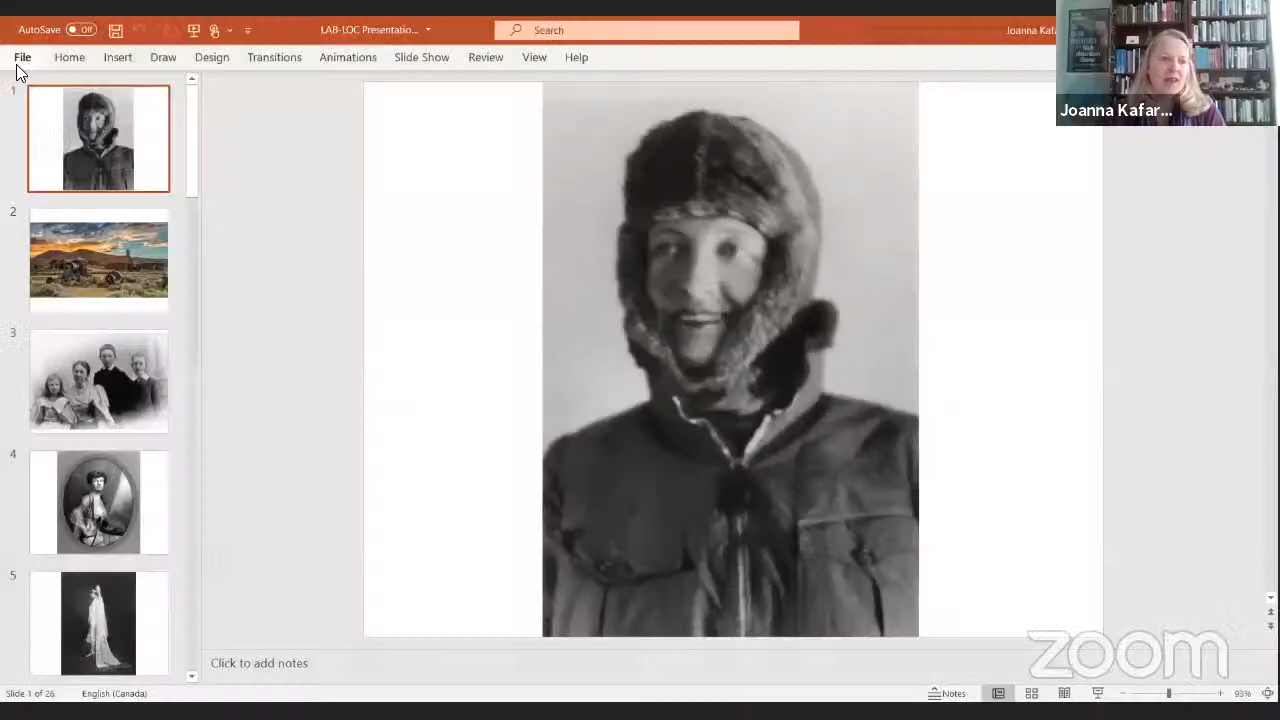 AutoSave Off LAB-LOC Presentatio... Search Joanna Kafa
File Home Insert Draw Design Transitions Animations Slide Show Review View Help
Joanna Kafar...
1
2
3
4
5
Click to add notes
zoom
Slide 1 of 26 English (Canada) Notes 93%